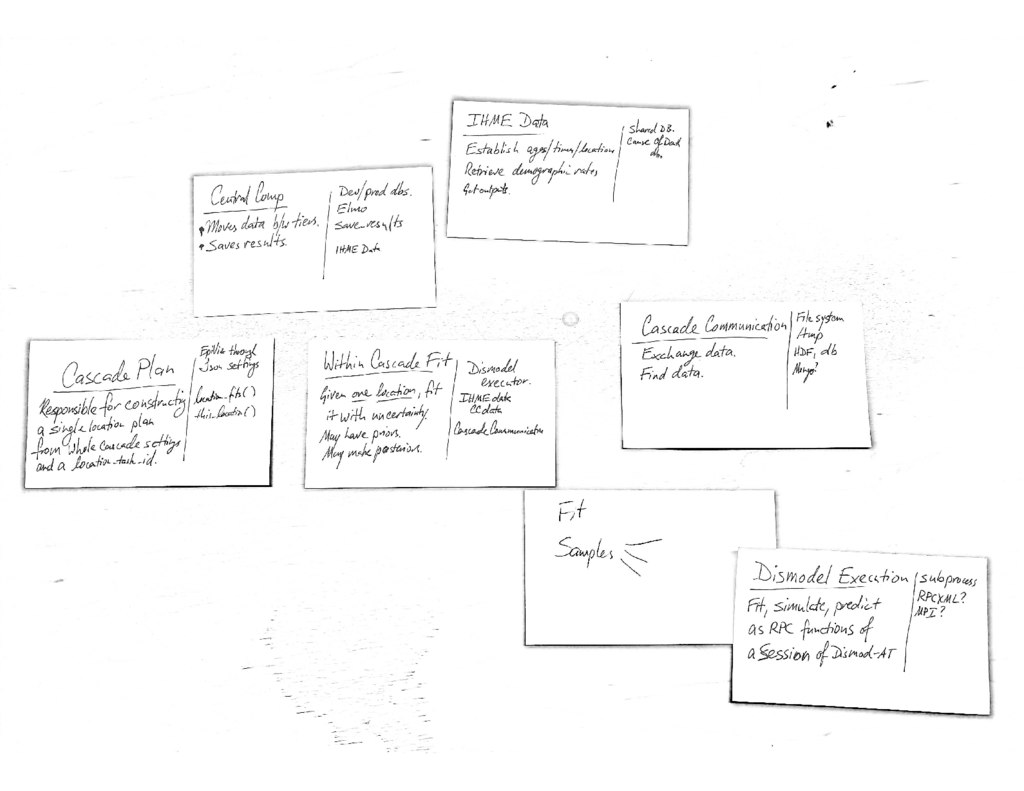 IHME Data
Establish ages/times/locations
Retrieve demographic rates
Get outputs.
Shared DB.
Cause of Dead
dbs.
Central Comp
Moves data b/w tiers.
Saves results.
Dev/prod dbs.
Elmo
save_results
IHME Data
Cascade Plan
Responsible for constructing
a single location plan
from whole Cascade settings
and a location_task_id.
EpiViz through
Json settings
location_fits()
this_location()
Within Cascade Fit
Given one location, fit
it with uncertainty.
May have priors.
May make posteriors.
Dismodel
executor.
IHME data
CC data
Cascade Communication
Cascade Communication
Exchange data.
Find data.
File system
/tmp
HDF, db
Fit
Samples
Dismodel Execution
Fit, simulate, predict
as RPC functions of
a Session of Dismod-AT
subprocess
RPCXML?
MPI?